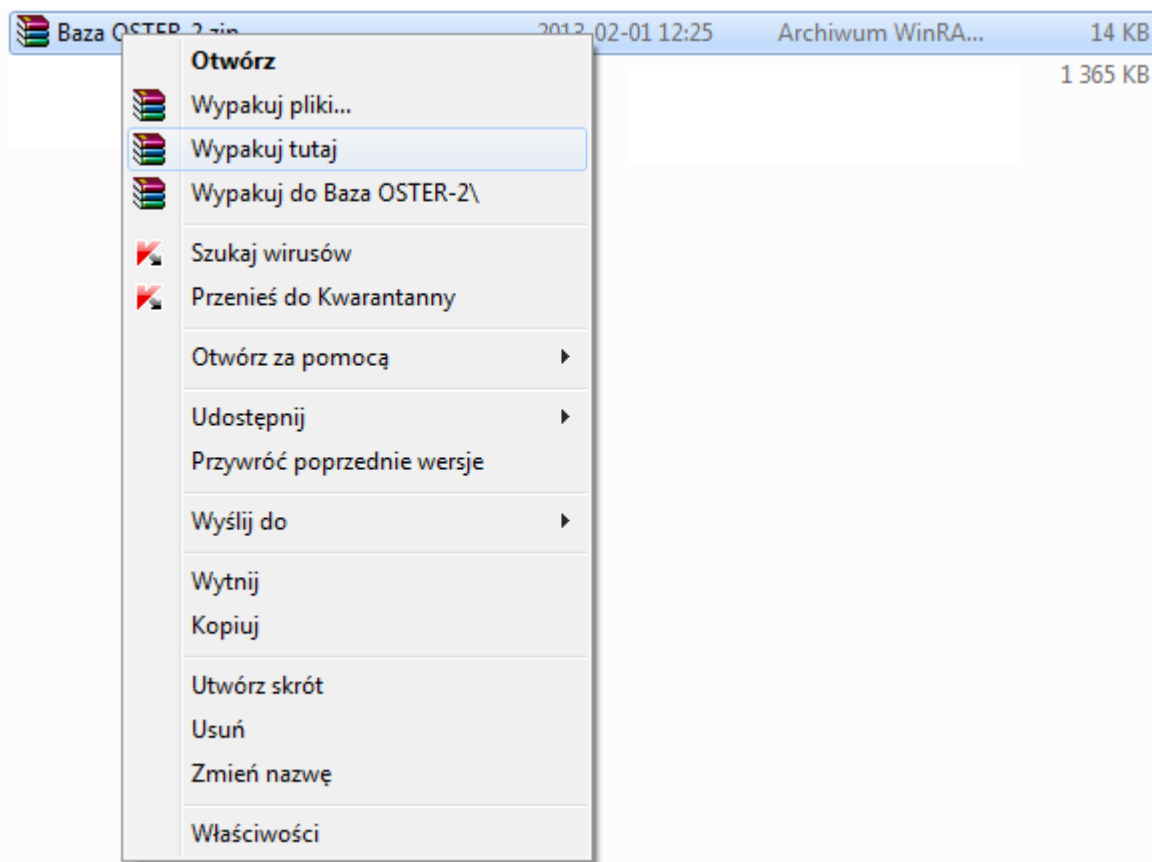 Baza OSTER-2.zip 2013-02-01 12:25 Archiwum WinRA... 14 KB
1 365 KB
Otwórz
Wypakuj pliki...
Wypakuj tutaj
Wypakuj do Baza OSTER-2\
Szukaj wirusów
Przenieś do Kwarantanny
Otwórz za pomocą
Udostępnij
Przywróć poprzednie wersje
Wyślij do
Wytnij
Kopiuj
Utwórz skrót
Usuń
Zmień nazwę
Właściwości